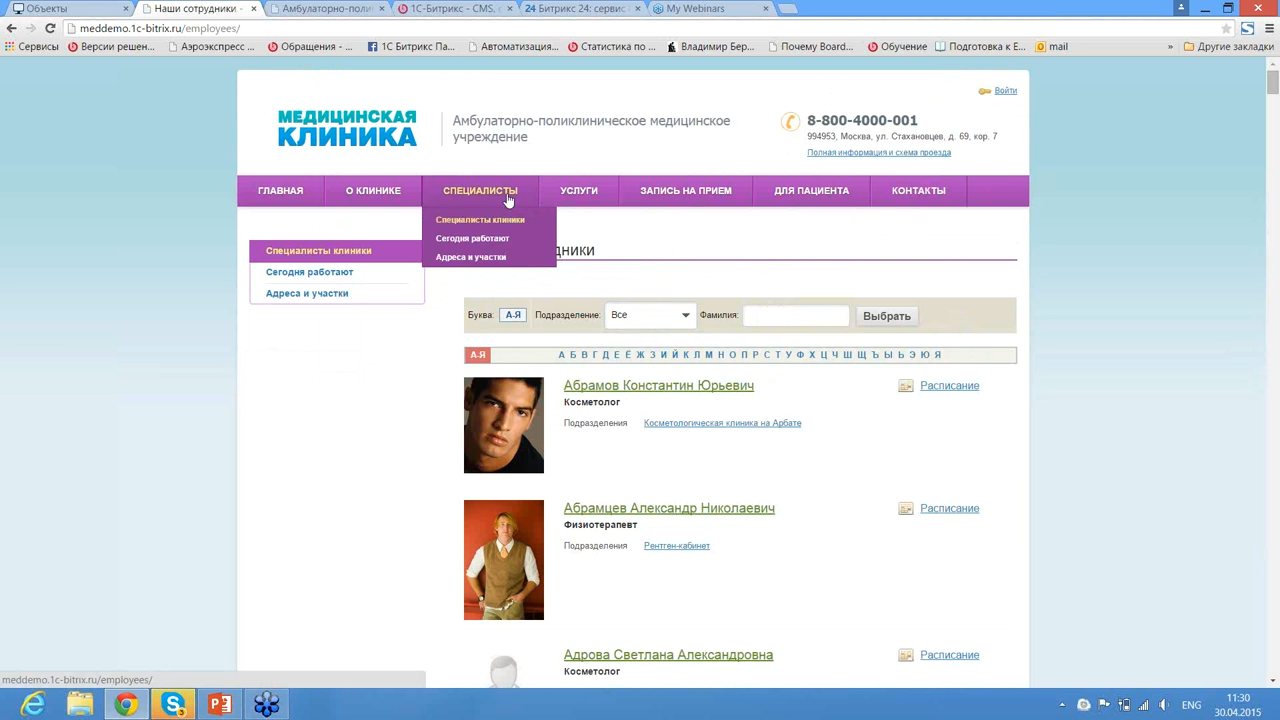 Объекты
Наши сотрудники -
Амбулаторно-поли
1С-Битрикс - CMS, с
Битрикс 24: сервис
My Webinars
meddemo.1c-bitrix.ru/employees/
Сервисы
Версии решен...
Аэроэкспресс ...
Обращения - ...
1С Битрикс Па...
Автоматизация...
Статистика по ...
Владимир Бер...
Почему Board...
Обучение
Подготовка к Е...
mail
»
Другие закладки
Войти
МЕДИЦИНСКАЯ
КЛИНИКА
Амбулаторно-поликлиническое медицинское
учреждение
8-800-4000-001
994953, Москва, ул. Стахановцев, д. 69, кор. 7
Полная информация и схема проезда
ГЛАВНАЯ
О КЛИНИКЕ
СПЕЦИАЛИСТЫ
УСЛУГИ
ЗАПИСЬ НА ПРИЕМ
ДЛЯ ПАЦИЕНТА
КОНТАКТЫ
Специалисты клиники
Сегодня работают
Адреса и участки
Специалисты клиники
Сегодня работают
Адреса и участки
дники
Буква: А-Я Подразделение: Все Фамилия: Выбрать
А-Я А Б В Г Д Е Ё Ж З И Й К Л М Н О П Р С Т У Ф Х Ц Ч Ш Щ Ъ Ы Ь Э Ю Я
Абрамов Константин Юрьевич
Расписание
Косметолог
Подразделения Косметологическая клиника на Арбате
Абрамцев Александр Николаевич
Расписание
Физиотерапевт
Подразделения Рентген-кабинет
Адрова Светлана Александровна
Расписание
Косметолог
meddemo.1c-bitrix.ru/employees/
ENG
11:30
30.04.2015